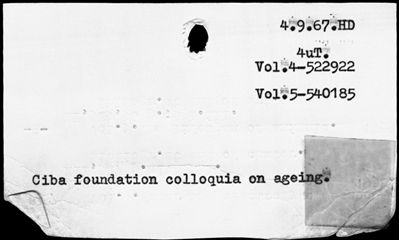 4.9.67.HD
4uT.
Vol.4-522922
Vol.5-540185
Ciba foundation colloquia on ageing.